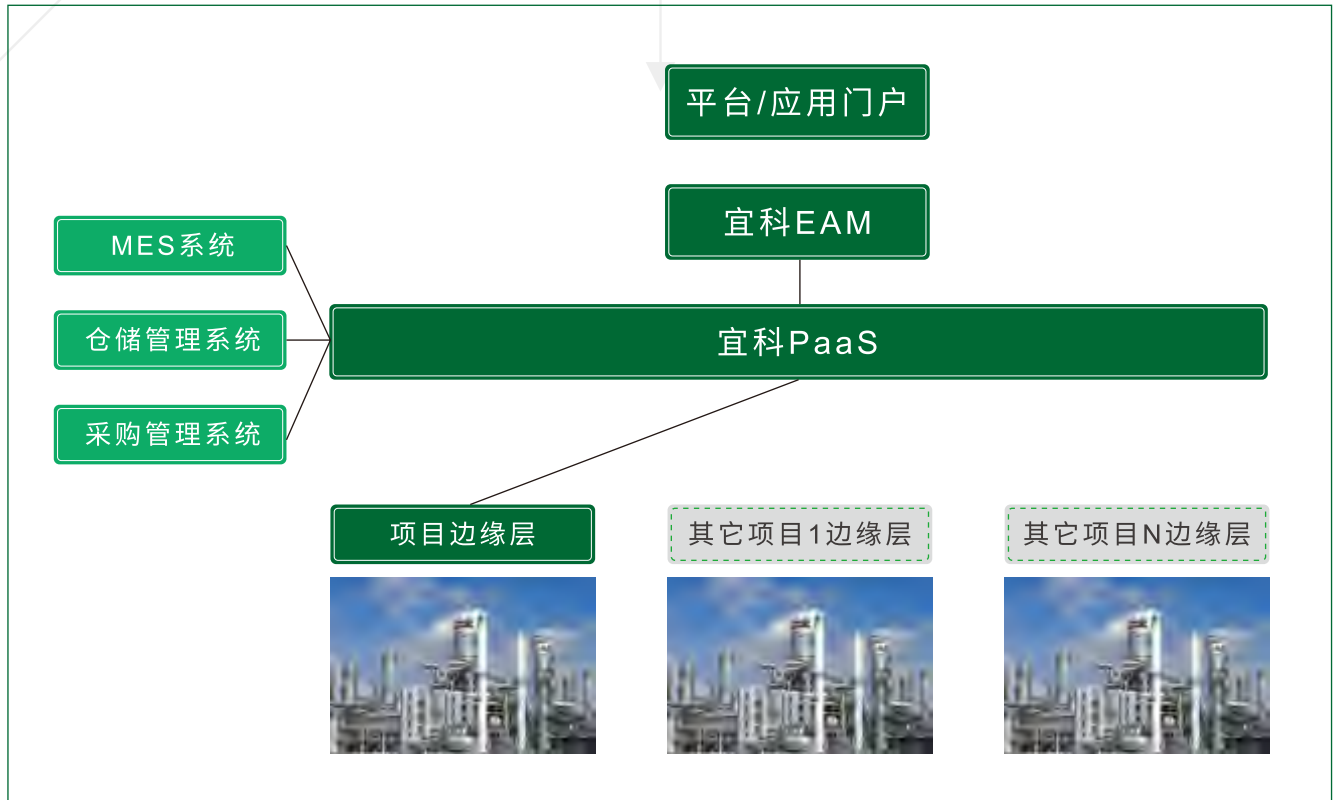 平台/应用门户
宜科EAM
MES系统
仓储管理系统
采购管理系统
宜科PaaS
项目边缘层
其它项目1边缘层
其它项目N边缘层